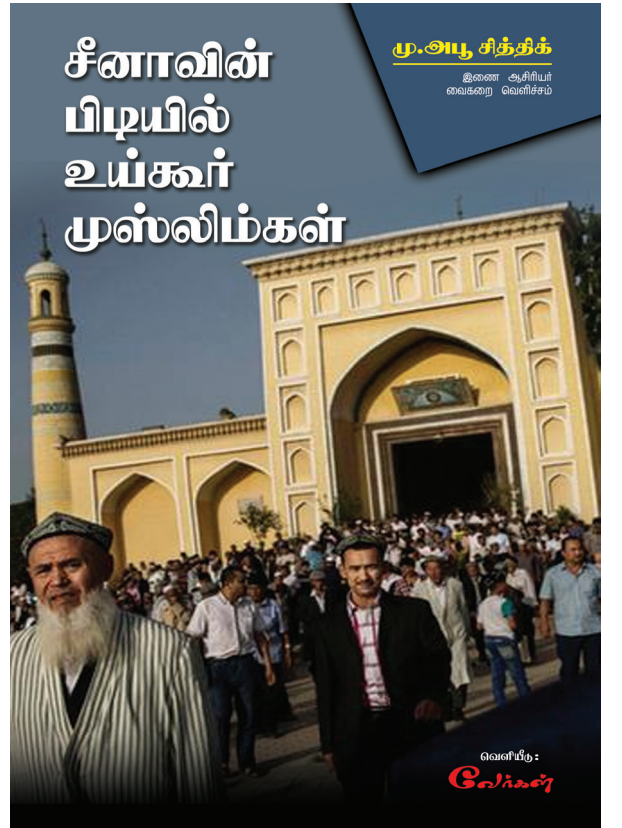 சீனாவின்
பிடியில்
உய்கூர்
முஸ்லிம்கள்
மு.அபூ சித்திக்
இணை ஆசிரியர்
வைகறை வெளிச்சம்
வெளியீடு:
வேர்கள்